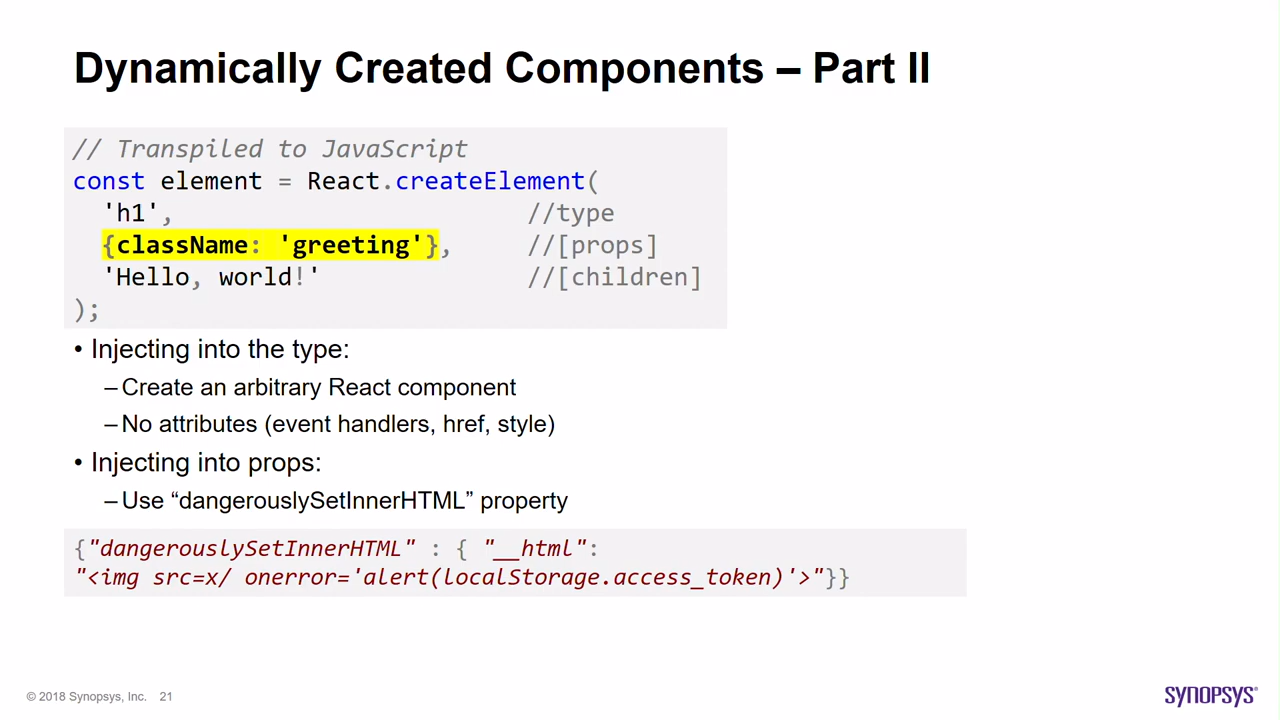 Dynamically Created Components – Part II
// Transpiled to JavaScript
const element = React.createElement(
'h1', //type
{className: 'greeting'}, //[props]
'Hello, world!' //[children]
);
• Injecting into the type:
– Create an arbitrary React component
– No attributes (event handlers, href, style)
• Injecting into props:
– Use “dangerouslySetInnerHTML” property
{"dangerouslySetInnerHTML" : { "__html":
"<img src=x/ onerror='alert(localStorage.access_token)'>"}}
© 2018 Synopsys, Inc. 21
SYNOPSYS®